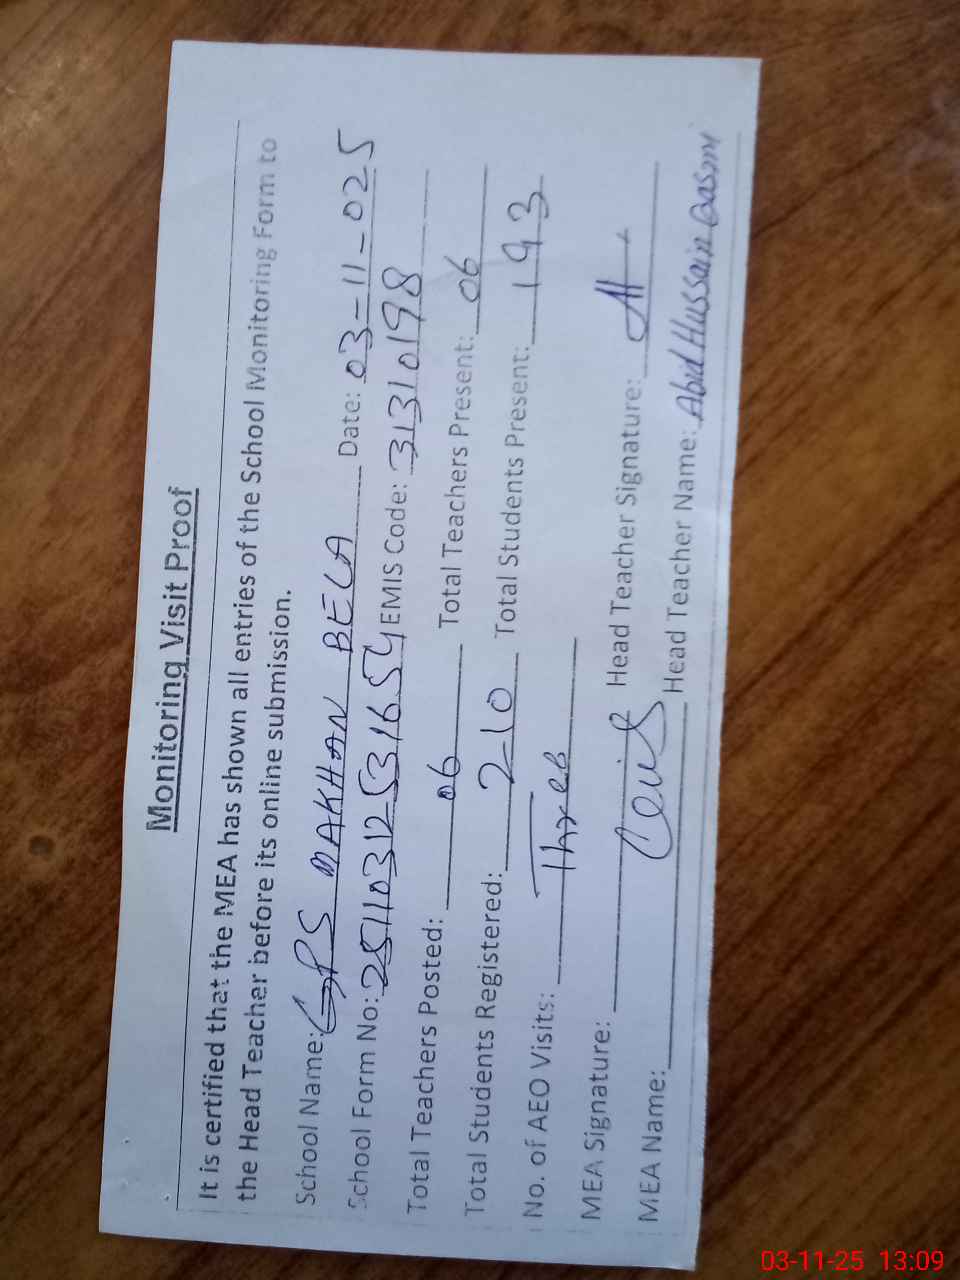 Monitoring Visit Proof
It is certified that the MEA has shown all entries of the School Monitoring Form to
the Head Teacher before its online submission.
School Name: GPS MAKHAN BELA Date: 03-11-025
School Form No: 25110312531654 EMIS Code: 31310198
Total Teachers Posted: 06 Total Teachers Present: 06
Total Students Registered: 210 Total Students Present: 193
No. of AEO Visits: Three
MEA Signature: Head Teacher Signature:
MEA Name: Head Teacher Name: Abid Hussain Qasmi
03-11-25 13:09